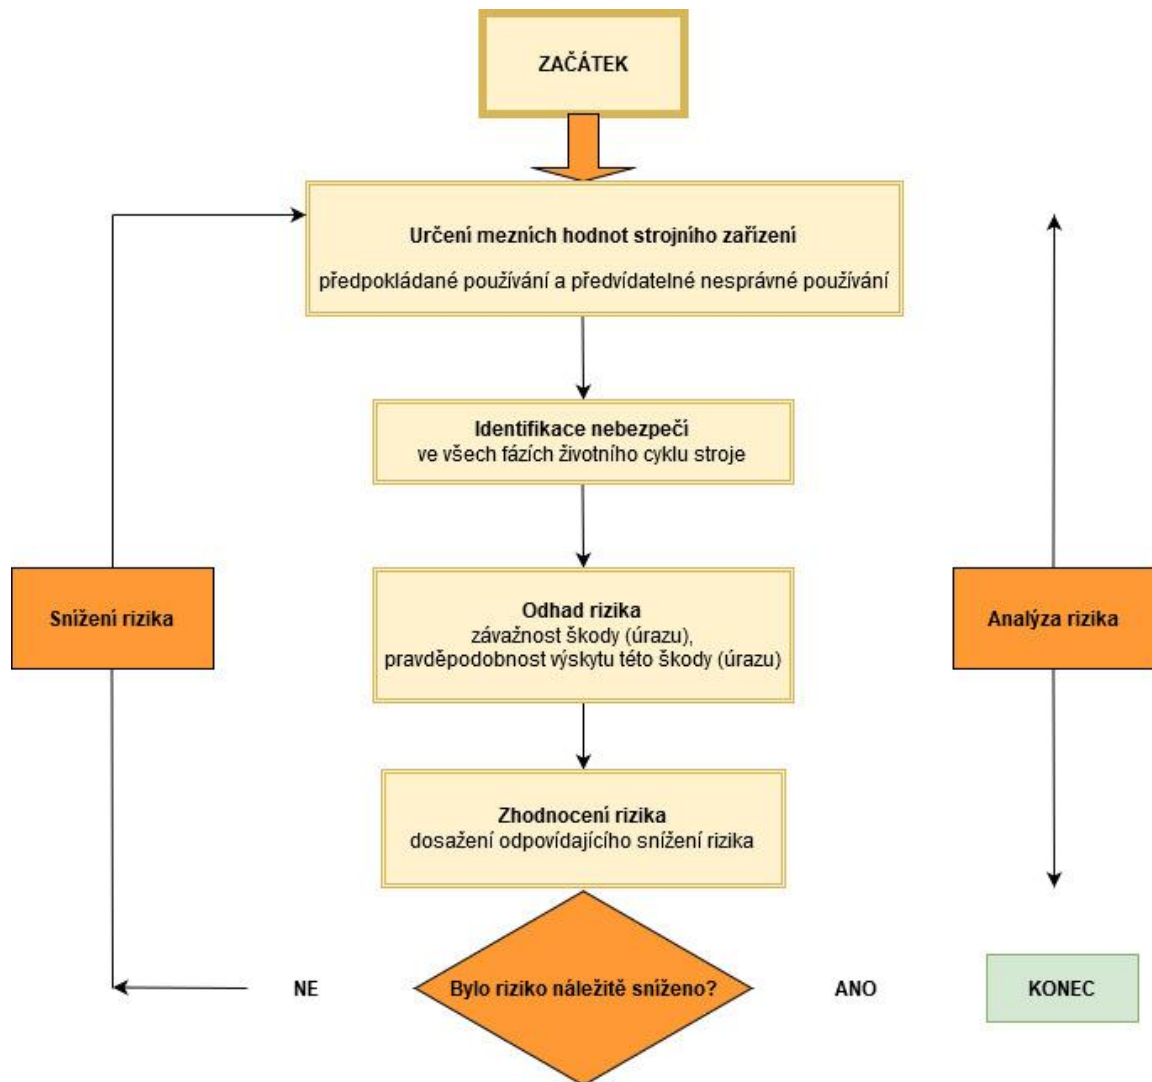 ZAČÁTEK
Určení mezních hodnot strojního zařízení
předpokládané používání a předvídatelné nesprávné používání
Identifikace nebezpečí
ve všech fázích životního cyklu stroje
Snížení rizika
Odhad rizika
závažnost škody (úrazu),
pravděpodobnost výskytu této škody (úrazu)
Analýza rizika
Zhodnocení rizika
dosažení odpovídajícího snížení rizika
NE
Bylo riziko náležitě sníženo?
ANO
KONEC